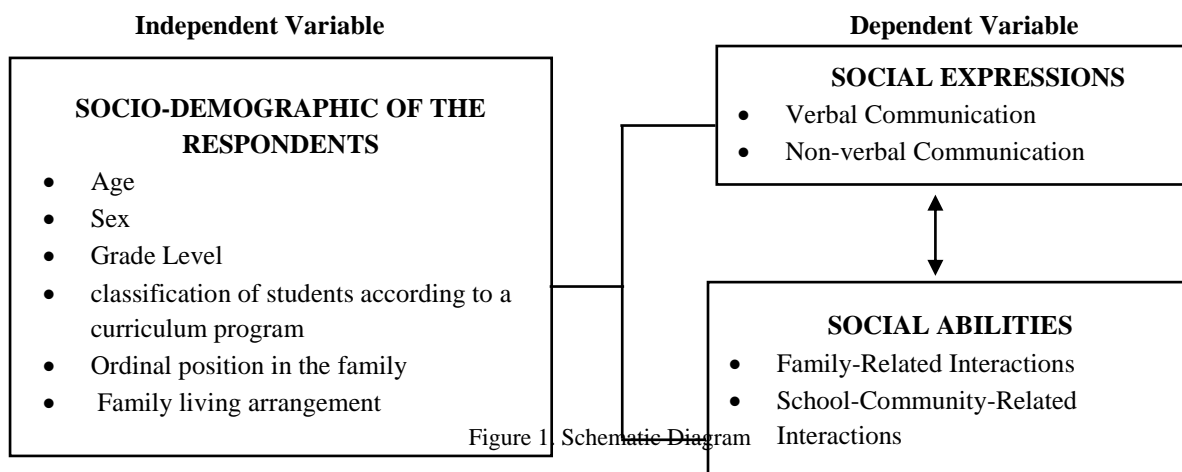 Independent Variable
SOCIO-DEMOGRAPHIC OF THE
RESPONDENTS
• Age
• Sex
• Grade Level
• classification of students according to a
curriculum program
• Ordinal position in the family
• Family living arrangement
Dependent Variable
SOCIAL EXPRESSIONS
• Verbal Communication
• Non-verbal Communication
SOCIAL ABILITIES
• Family-Related Interactions
• School-Community-Related
Interactions
Figure 1. Schematic Diagram